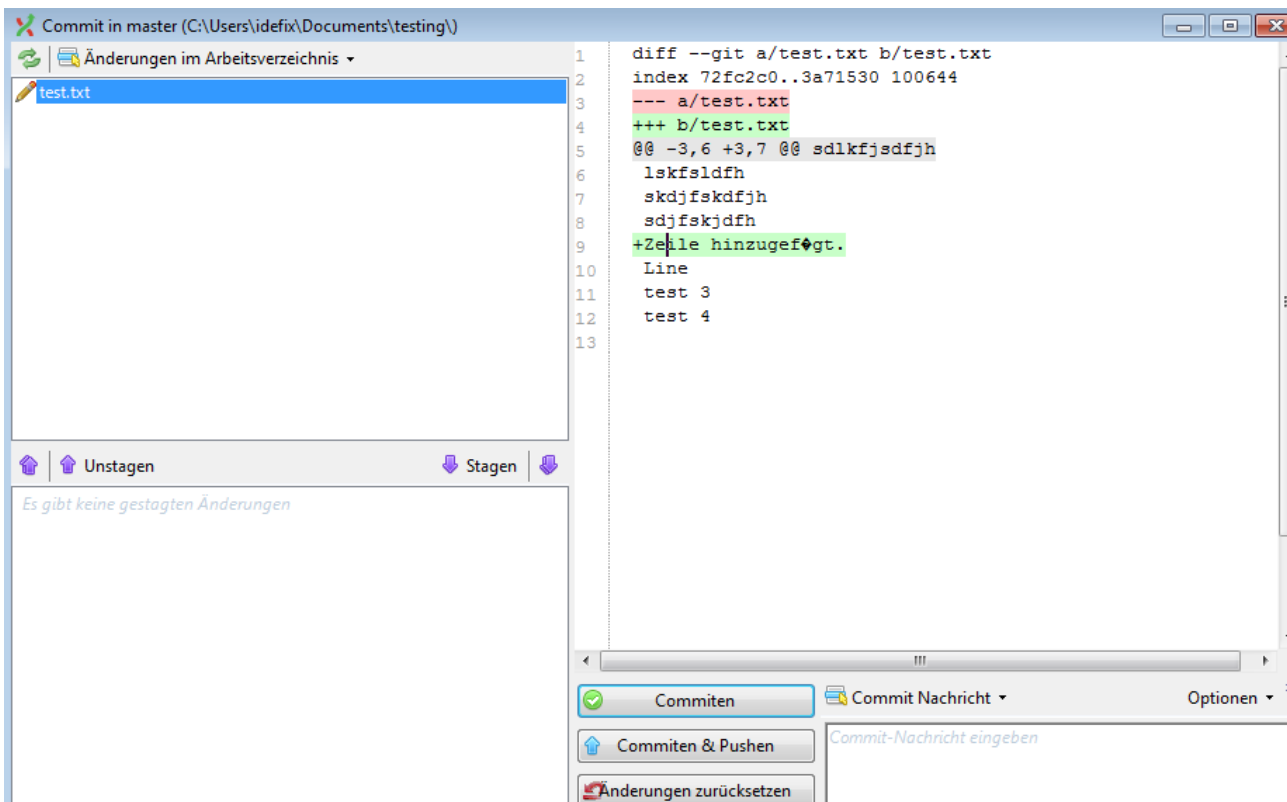 Commit in master (C:\Users\idefix\Documents\testing\)
Änderungen im Arbeitsverzeichnis
test.txt
Unstagen
Stagen
Es gibt keine gestagten Änderungen
1 diff --git a/test.txt b/test.txt
2 index 72fc2c0..3a71530 100644
3 --- a/test.txt
4 +++ b/test.txt
5 @@ -3,6 +3,7 @@ sdlkfjsdfjh
6 lskfsldfh
7 skdjfskdfjh
8 sdjfskjdfh
9 +Zeile hinzugef�gt.
10 Line
11 test 3
12 test 4
13
Commiten
Commiten & Pushen
Änderungen zurücksetzen
Commit Nachricht
Optionen
Commit-Nachricht eingeben